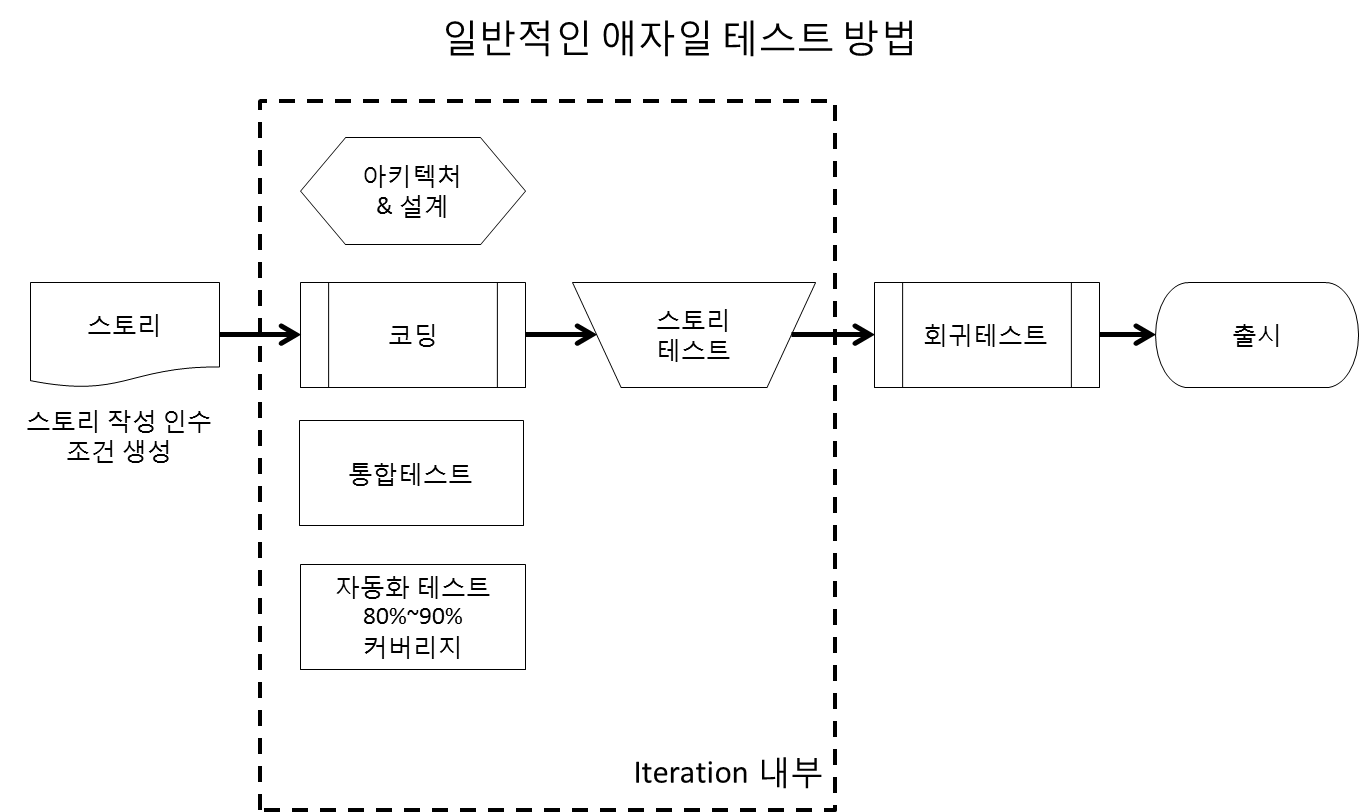 일반적인 애자일 테스트 방법
아키텍처
& 설계
스토리
코딩
스토리
테스트
회귀테스트
출시
스토리 작성 인수
조건 생성
통합테스트
자동화 테스트
80%~90%
커버리지
Iteration 내부